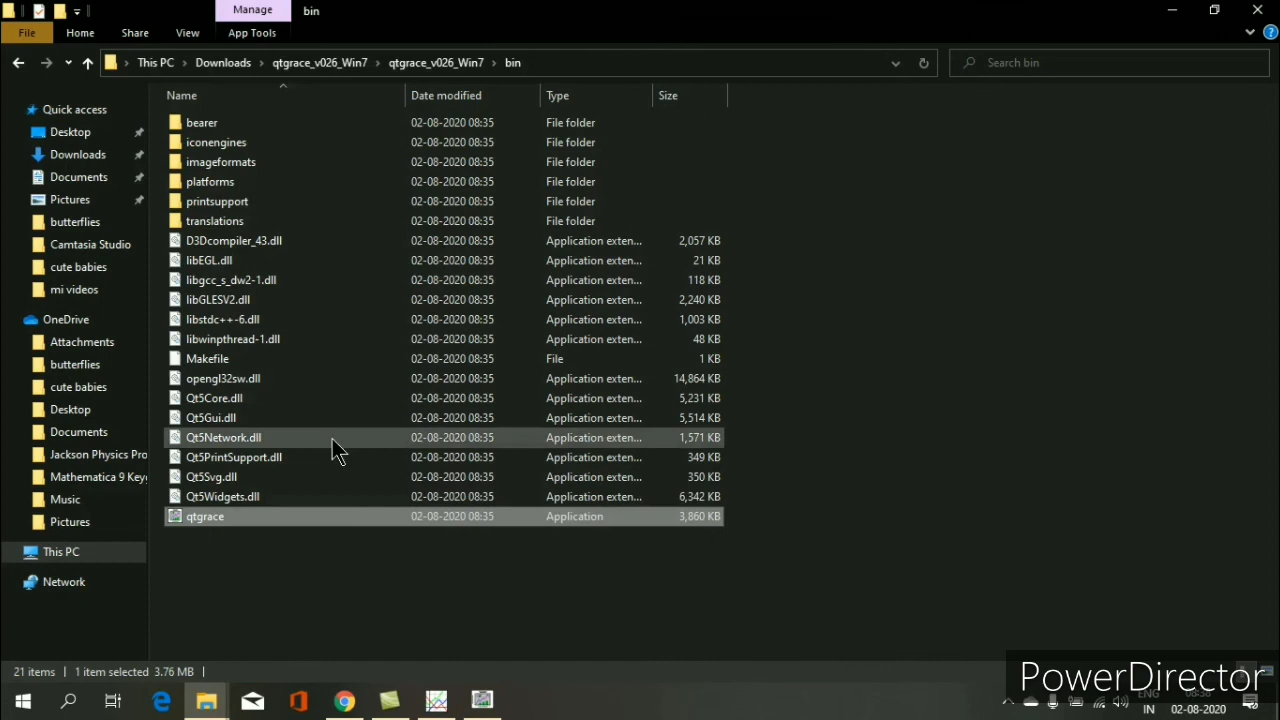 Manage
bin
File
Home
Share
View
App Tools
This PC
Downloads
qtgrace_v026_Win7
qtgrace_v026_Win7
bin
Search bin
Name
Date modified
Type
Size
Quick access
Desktop
Downloads
Documents
Pictures
butterflies
Camtasia Studio
cute babies
mi videos
OneDrive
Attachments
butterflies
cute babies
Desktop
Documents
Jackson Physics Pro
Mathematica 9 Key
Music
Pictures
This PC
Network
bearer 02-08-2020 08:35 File folder
iconengines 02-08-2020 08:35 File folder
imageformats 02-08-2020 08:35 File folder
platforms 02-08-2020 08:35 File folder
printsupport 02-08-2020 08:35 File folder
translations 02-08-2020 08:35 File folder
D3Dcompiler_43.dll 02-08-2020 08:35 Application exten... 2,057 KB
libEGL.dll 02-08-2020 08:35 Application exten... 21 KB
libgcc_s_dw2-1.dll 02-08-2020 08:35 Application exten... 118 KB
libGLESV2.dll 02-08-2020 08:35 Application exten... 2,240 KB
libstdc++-6.dll 02-08-2020 08:35 Application exten... 1,003 KB
libwinpthread-1.dll 02-08-2020 08:35 Application exten... 48 KB
Makefile 02-08-2020 08:35 File 1 KB
opengl32sw.dll 02-08-2020 08:35 Application exten... 14,864 KB
Qt5Core.dll 02-08-2020 08:35 Application exten... 5,231 KB
Qt5Gui.dll 02-08-2020 08:35 Application exten... 5,514 KB
Qt5Network.dll 02-08-2020 08:35 Application exten... 1,571 KB
Qt5PrintSupport.dll 02-08-2020 08:35 Application exten... 349 KB
Qt5Svg.dll 02-08-2020 08:35 Application exten... 350 KB
Qt5Widgets.dll 02-08-2020 08:35 Application exten... 6,342 KB
qtgrace 02-08-2020 08:35 Application 3,860 KB
21 items
1 item selected 3.76 MB
PowerDirector
ENG
IN
02-08-2020